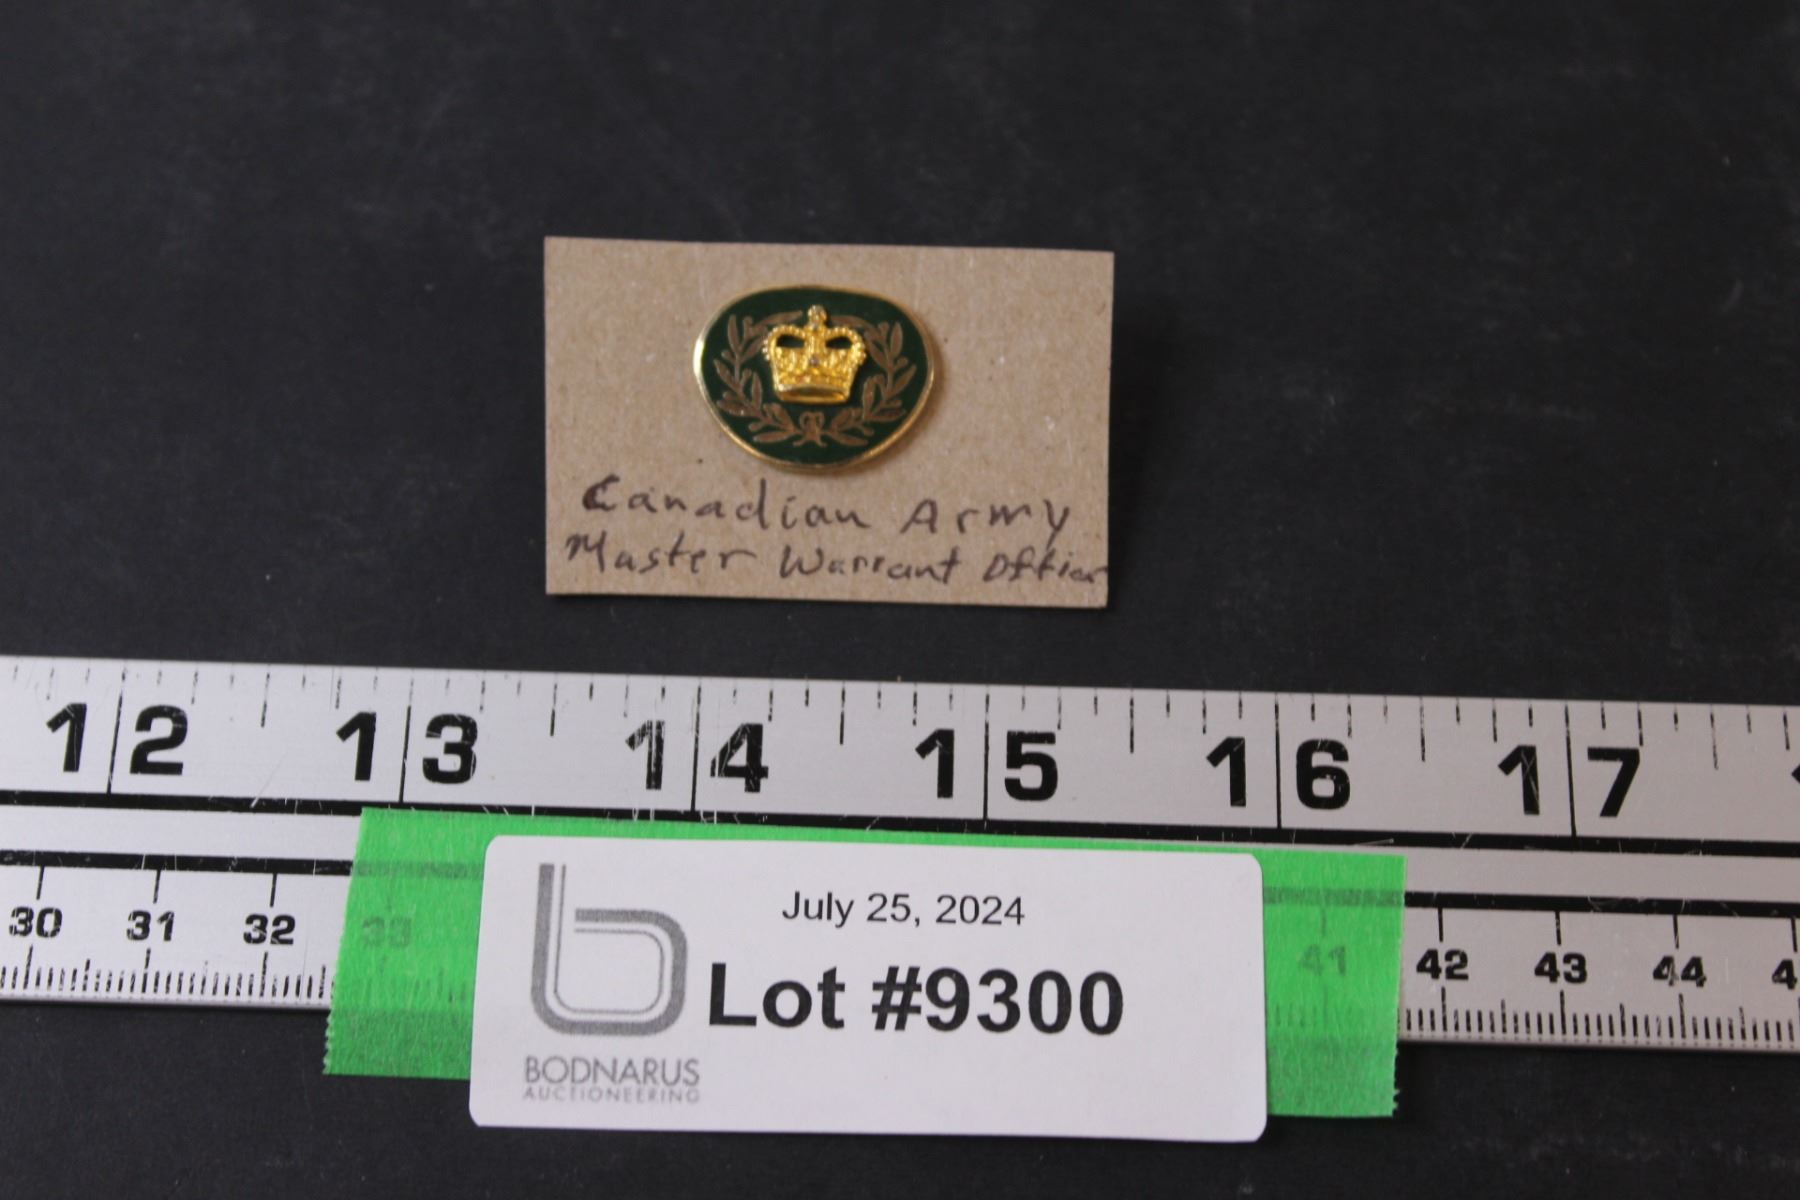 Canadian Army
Master Warrant Officer
12 13 14 15 16 17
30 31 32 33 41 42 43 44 4
July 25, 2024
Lot #9300
BODNARUS
AUCTIONEERING